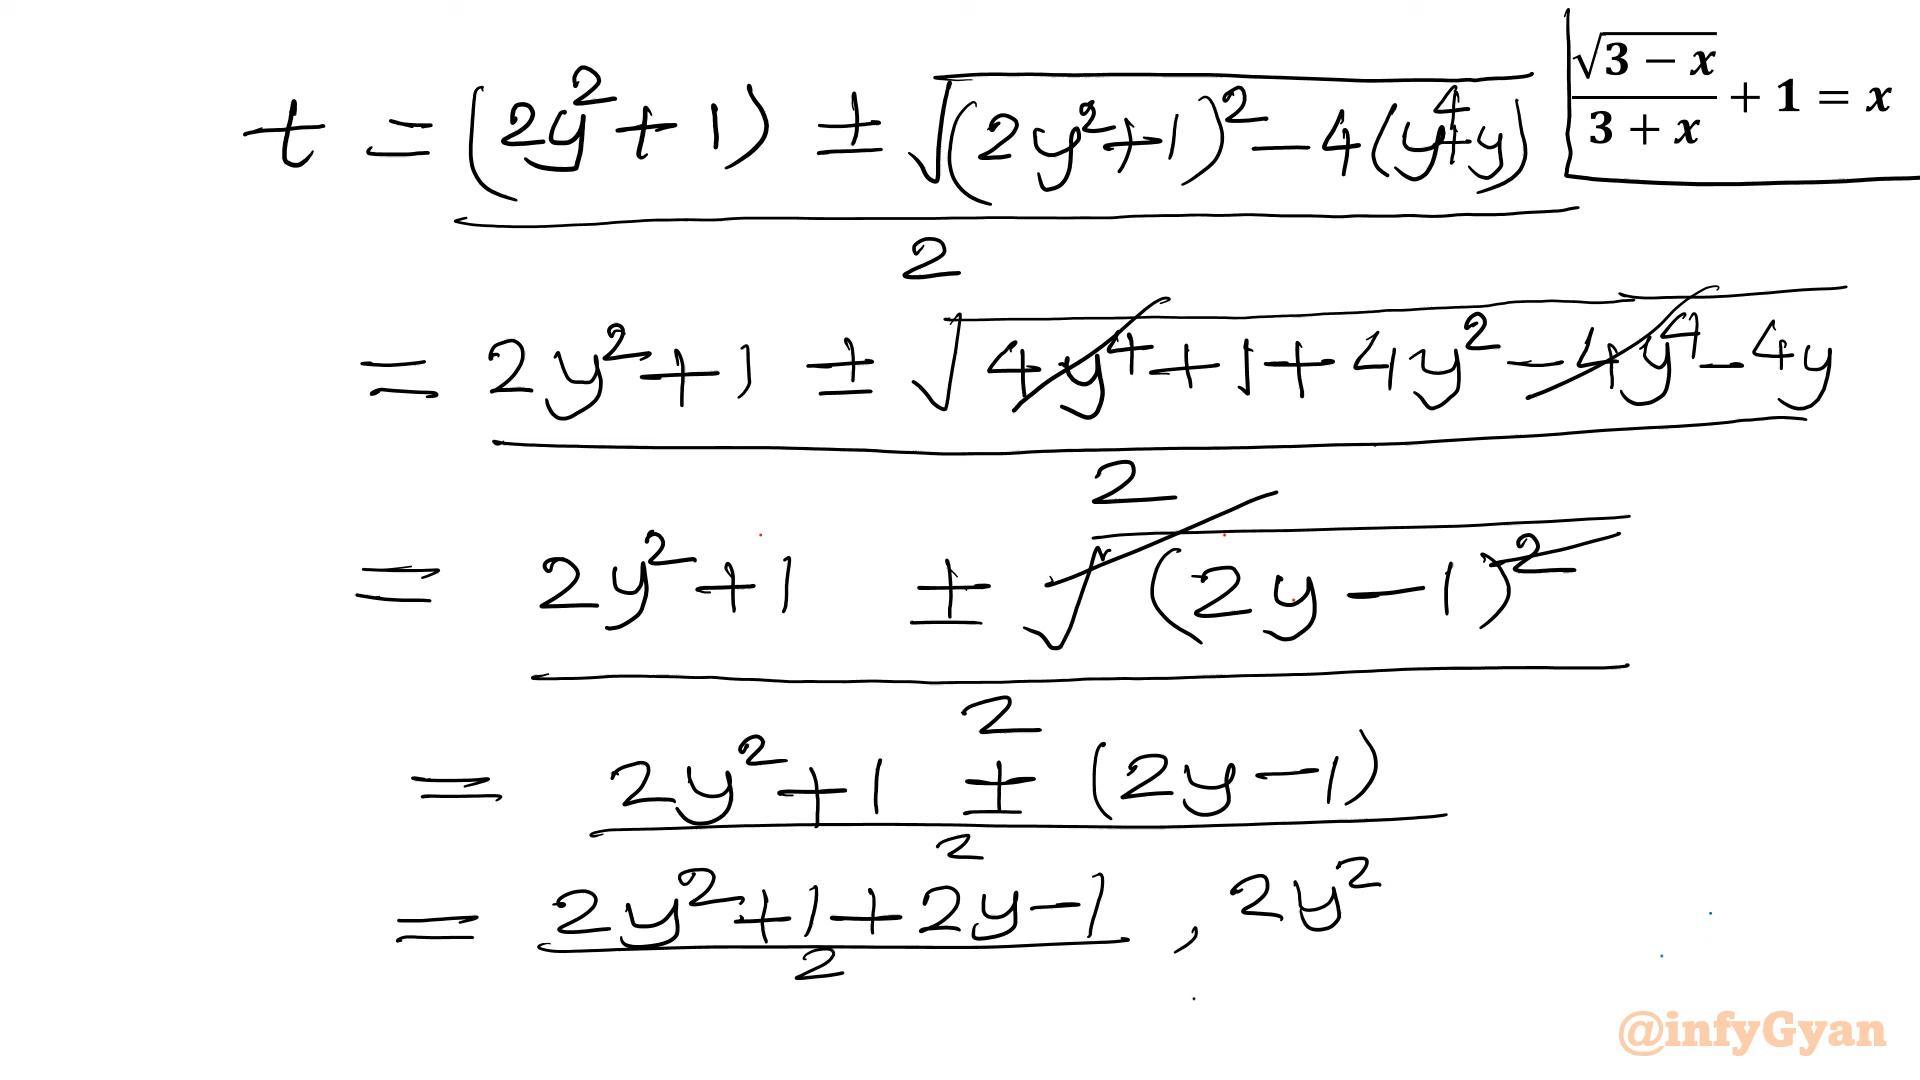 t = ((2y²+1) ± √((2y²+1)² − 4(y⁴+y))) / 2
(√(3 − x)) / (3 + x) + 1 = x
= (2y²+1 ± √(4y⁴+1+4y²−4y⁴−4y)) / 2
= (2y²+1 ± √((2y−1)²)) / 2
= (2y²+1 ± (2y−1)) / 2
= (2y²+1+2y−1) / 2 , 2y²
@infyGyan